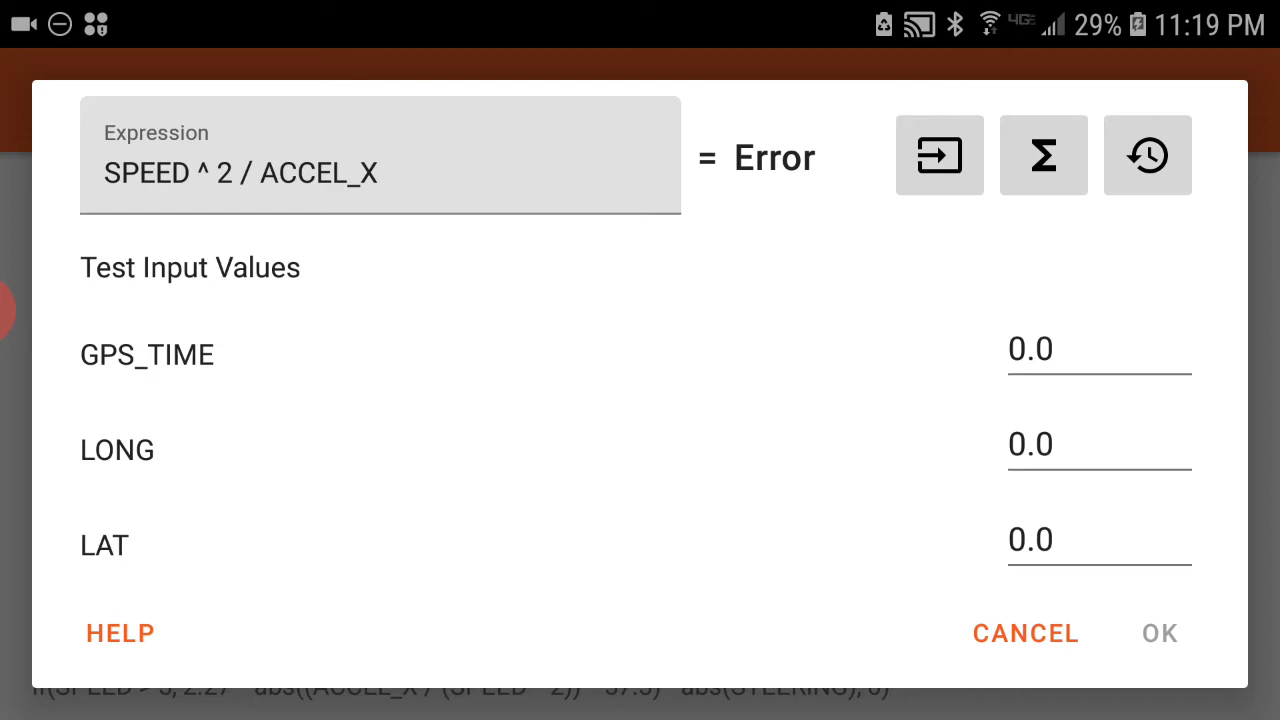 29% 11:19 PM
Expression
SPEED ^ 2 / ACCEL_X
= Error
Test Input Values
GPS_TIME 0.0
LONG 0.0
LAT 0.0
HELP CANCEL OK